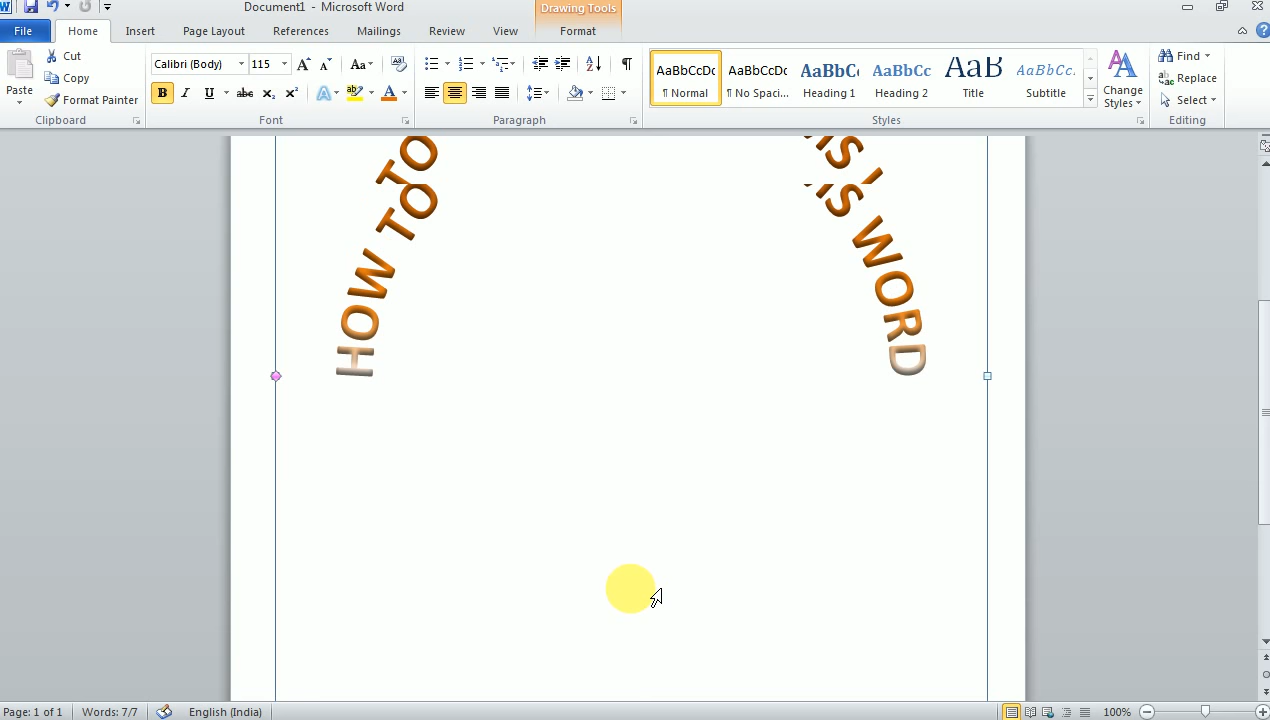 Document1 - Microsoft Word
Drawing Tools
File Home Insert Page Layout References Mailings Review View Format
Cut
Copy
Format Painter
Paste
Clipboard
Calibri (Body) 115
Font
Paragraph
AaBbCcDc AaBbCcDc AaBbCc AaBbCc AaB AaBbCc.
¶ Normal ¶ No Spaci... Heading 1 Heading 2 Title Subtitle
Change Styles
Styles
Find
Replace
Select
Editing
HOW TO
IS WORD
Page: 1 of 1 Words: 7/7 English (India) 100%